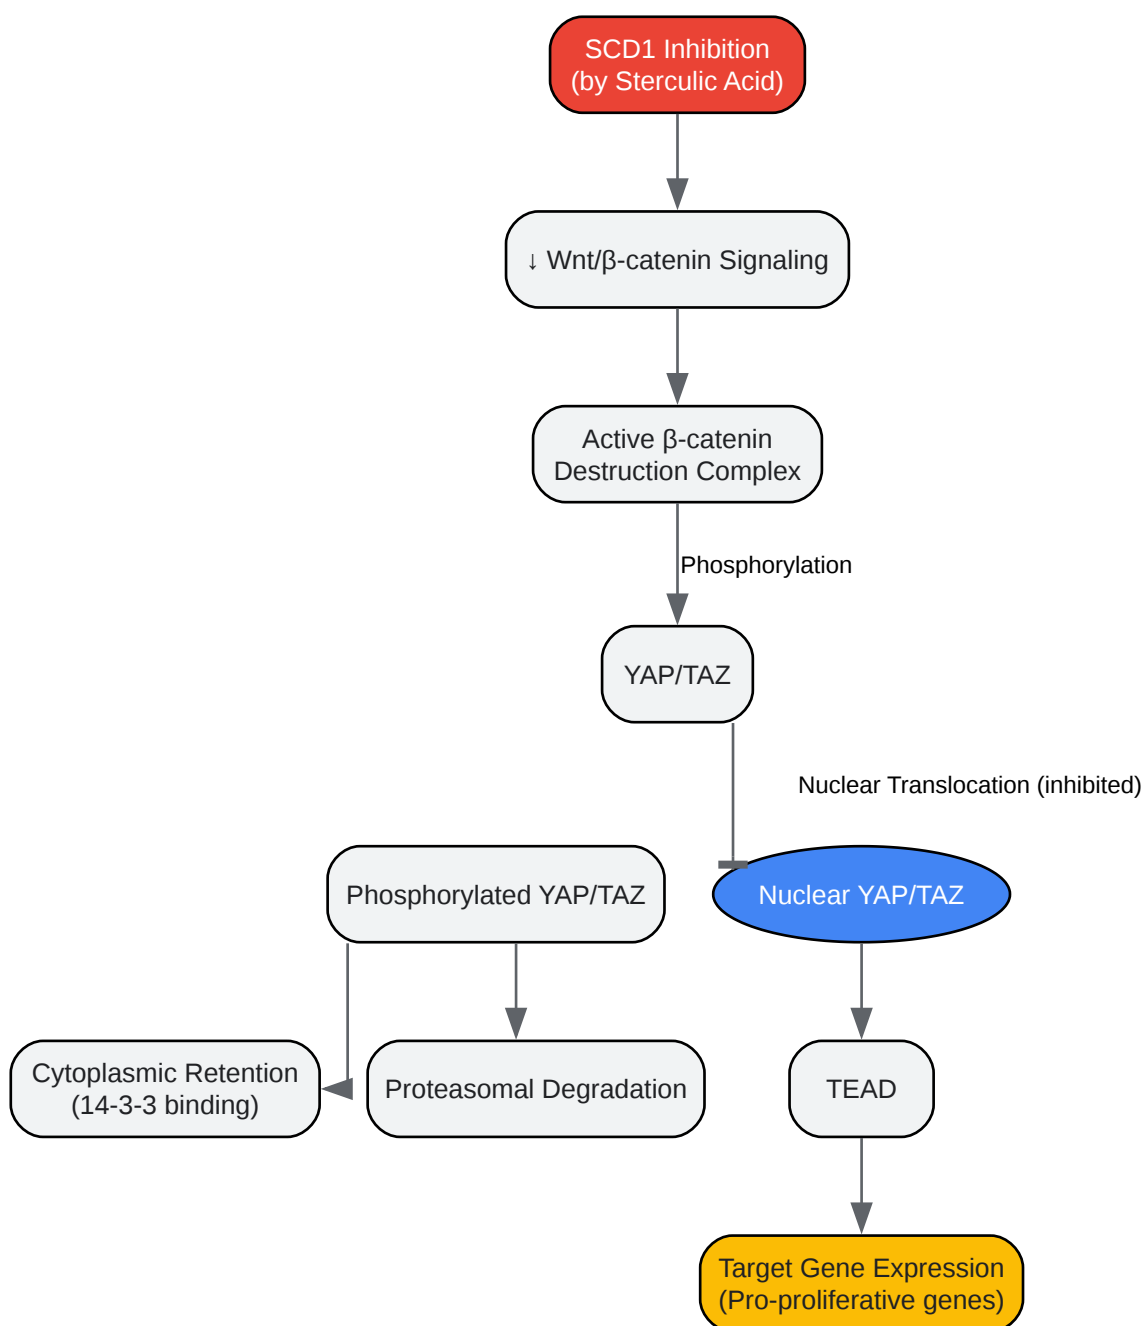 SCD1 Inhibition
(by Sterculic Acid)
↓ Wnt/β-catenin Signaling
Active β-catenin
Destruction Complex
Phosphorylation
YAP/TAZ
Nuclear Translocation (inhibited)
Phosphorylated YAP/TAZ
Nuclear YAP/TAZ
Cytoplasmic Retention
(14-3-3 binding)
Proteasomal Degradation
TEAD
Target Gene Expression
(Pro-proliferative genes)